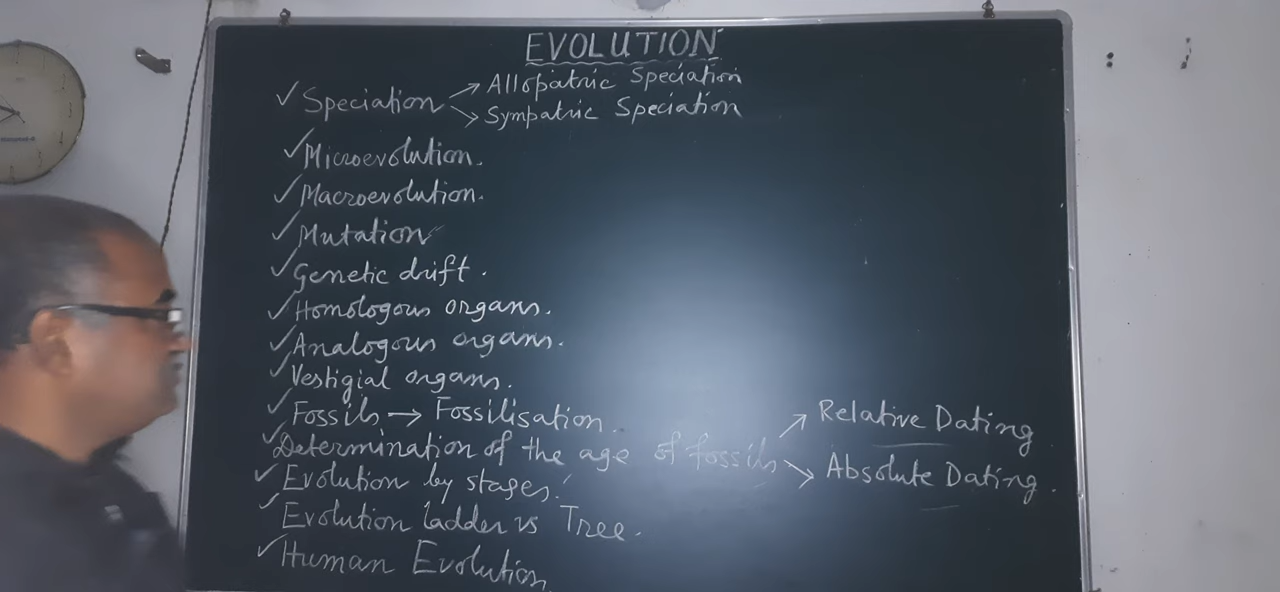 EVOLUTION
✓ Speciation → Allopatric Speciation
→ Sympatric Speciation
✓ Microevolution.
✓ Macroevolution.
✓ Mutation
✓ Genetic drift.
✓ Homologous organs.
✓ Analogous organs.
✓ Vestigial organs.
✓ Fossils → Fossilisation.
✓ Determination of the age of fossils → Relative Dating
→ Absolute Dating.
✓ Evolution by stages!
✓ Evolution ladder vs Tree.
✓ Human Evolution